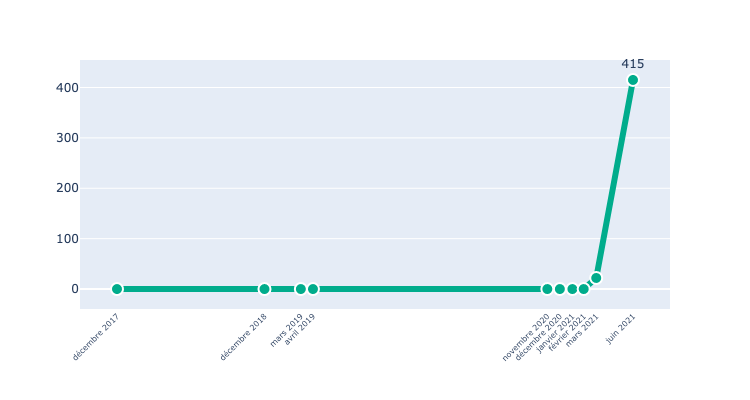 415
400
300
200
100
0
décembre 2017
décembre 2018
mars 2019
avril 2019
novembre 2020
décembre 2020
janvier 2021
février 2021
mars 2021
juin 2021